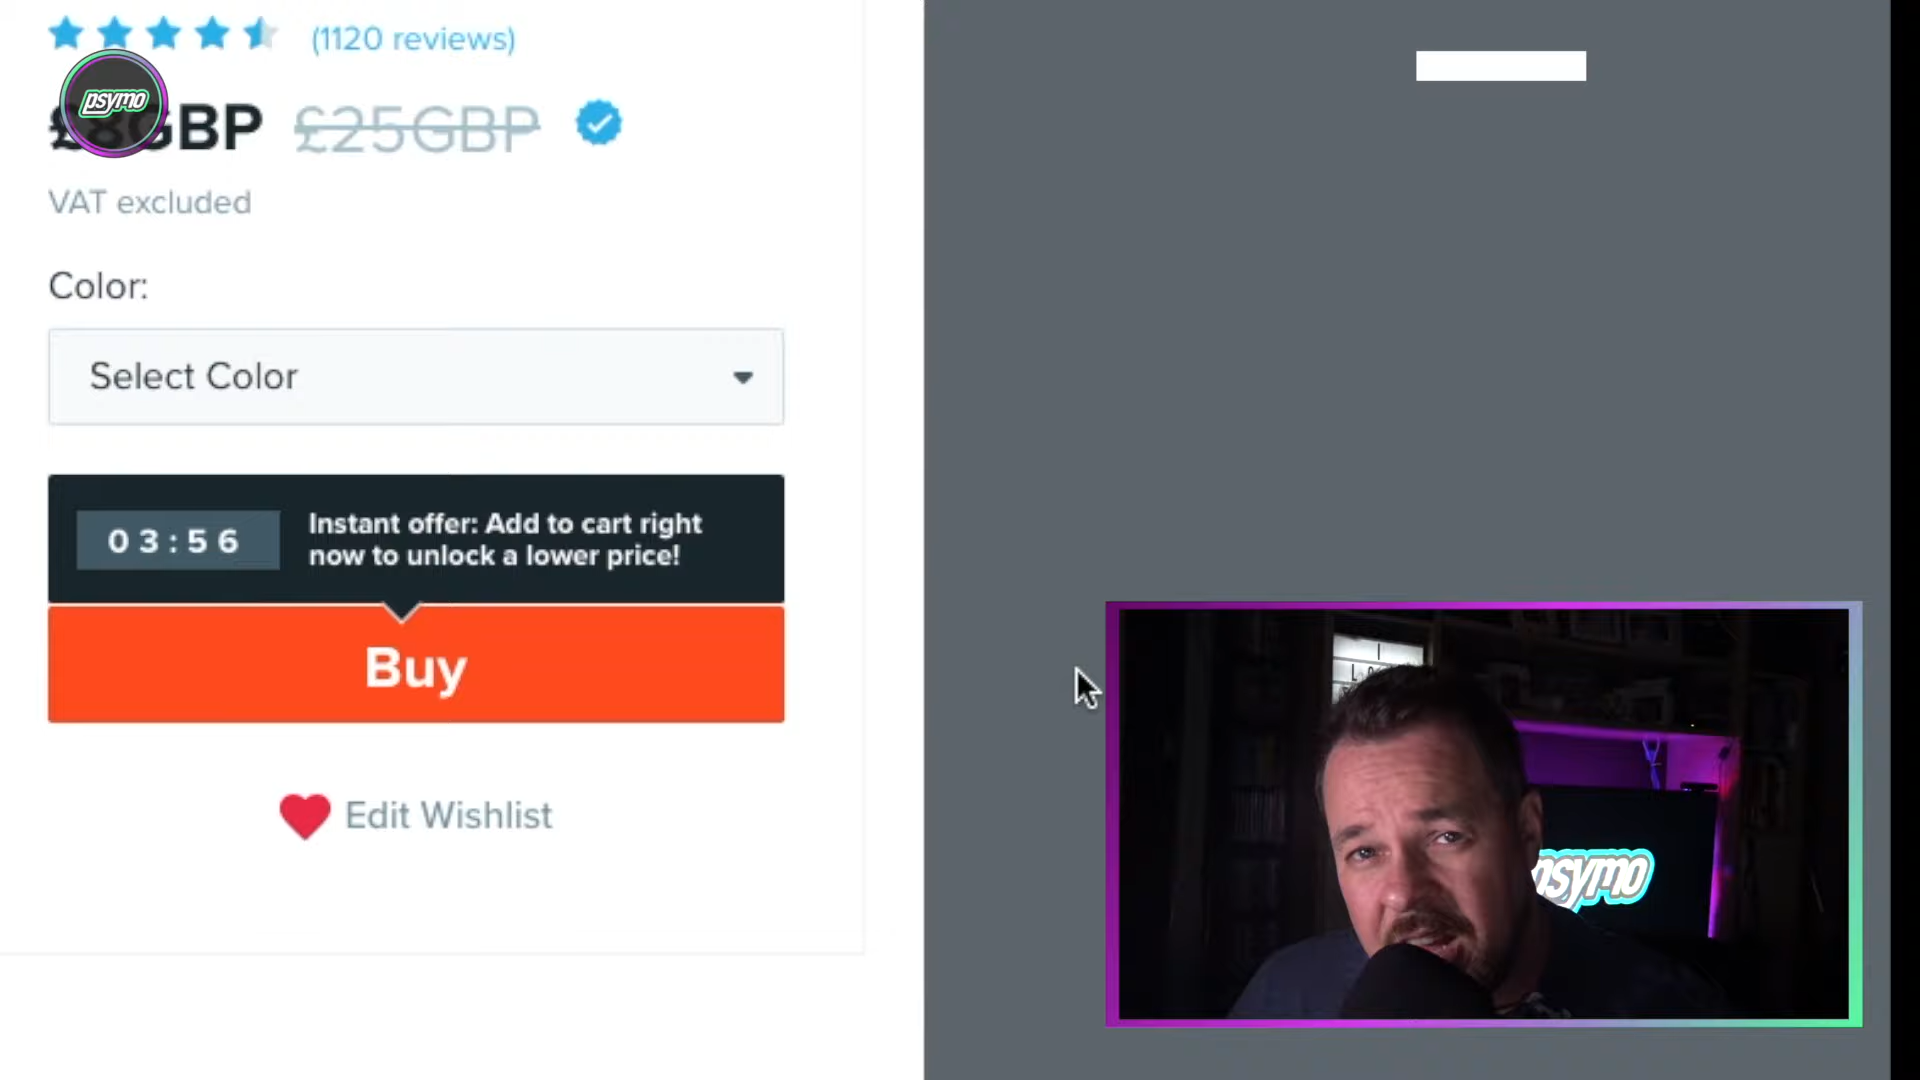 (1120 reviews)
psymo
£8GBP £25GBP
VAT excluded
Color:
Select Color
03:56
Instant offer: Add to cart right
now to unlock a lower price!
Buy
Edit Wishlist
psymo